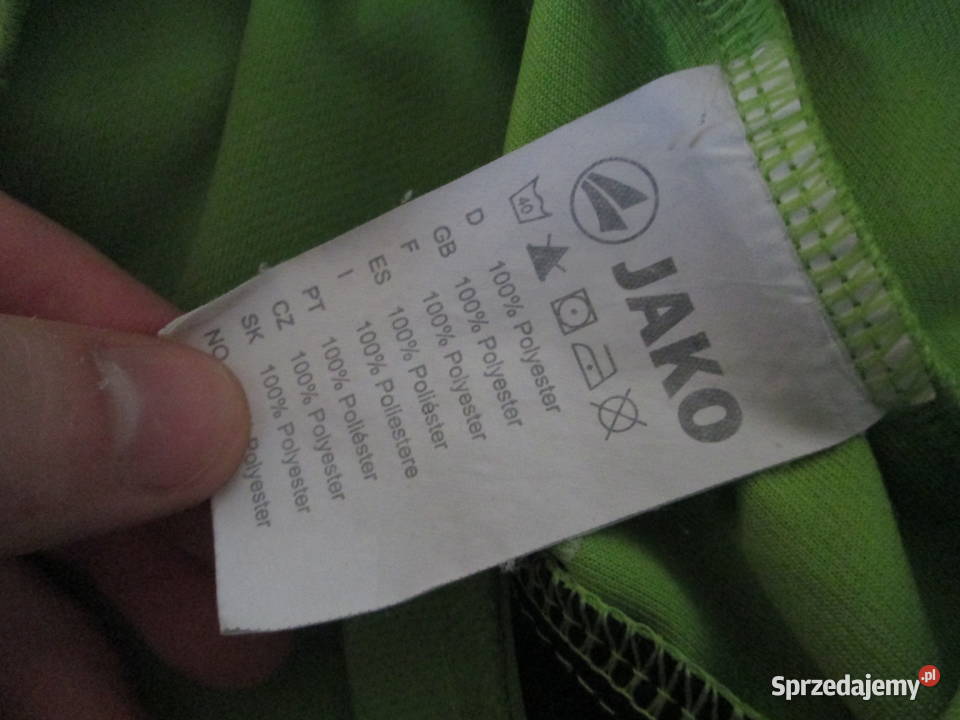 JAKO
40
D 100% Polyester
GB 100% Polyester
F 100% Polyester
ES 100% Poliéster
I 100% Poliestere
PT 100% Poliéster
CZ 100% Polyester
SK 100% Polyester
NO Polyester
Sprzedajemy.pl